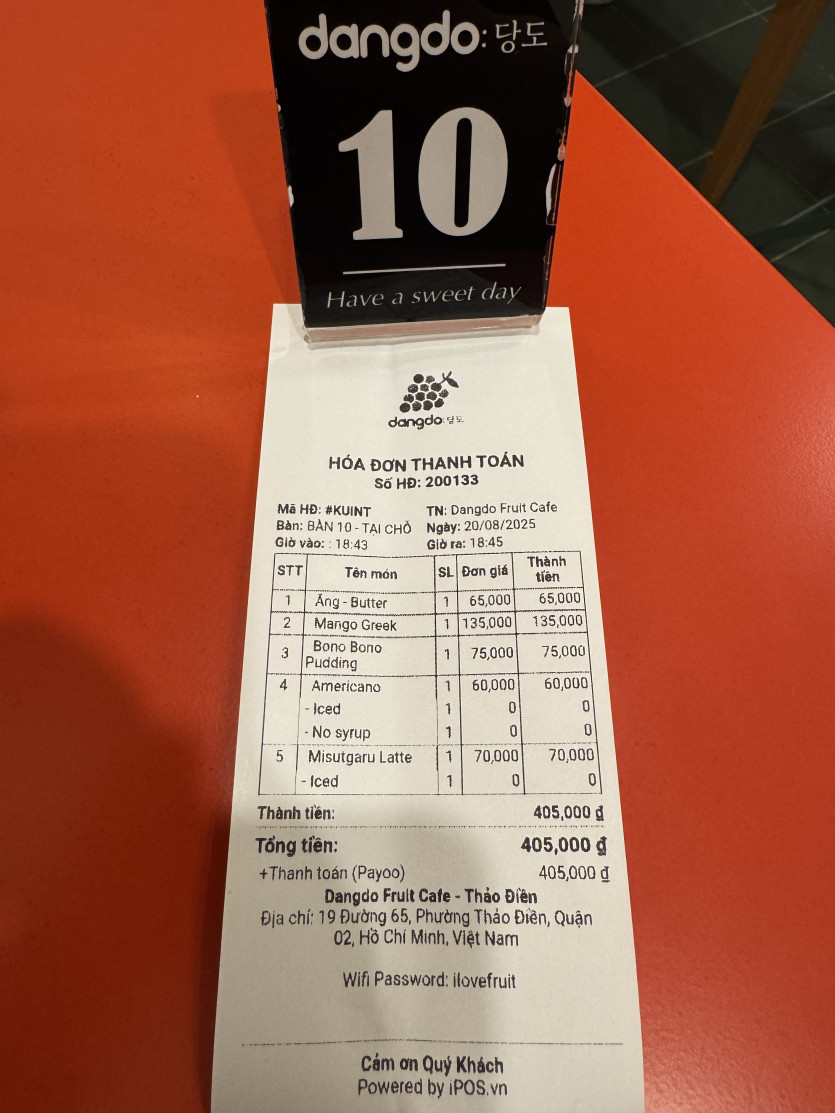 dangdo:당도
10
Have a sweet day
dangdo:당도
HÓA ĐƠN THANH TOÁN
Số HĐ: 200133
Mã HĐ: #KUINT TN: Dangdo Fruit Cafe
Bàn: BÀN 10 - TẠI CHỖ Ngày: 20/08/2025
Giờ vào: : 18:43 Giờ ra: 18:45
STT Tên món SL Đơn giá Thành tiền
1 Ang - Butter 1 65,000 65,000
2 Mango Greek 1 135,000 135,000
3 Bono Bono Pudding 1 75,000 75,000
4 Americano 1 60,000 60,000
- Iced 1 0 0
- No syrup 1 0 0
5 Misutgaru Latte 1 70,000 70,000
- Iced 1 0 0
Thành tiền: 405,000 ₫
Tổng tiền: 405,000 ₫
+Thanh toán (Payoo) 405,000 ₫
Dangdo Fruit Cafe - Thảo Điền
Địa chỉ: 19 Đường 65, Phường Thảo Điền, Quận
02, Hồ Chí Minh, Việt Nam
Wifi Password: ilovefruit
Cảm ơn Quý Khách
Powered by iPOS.vn